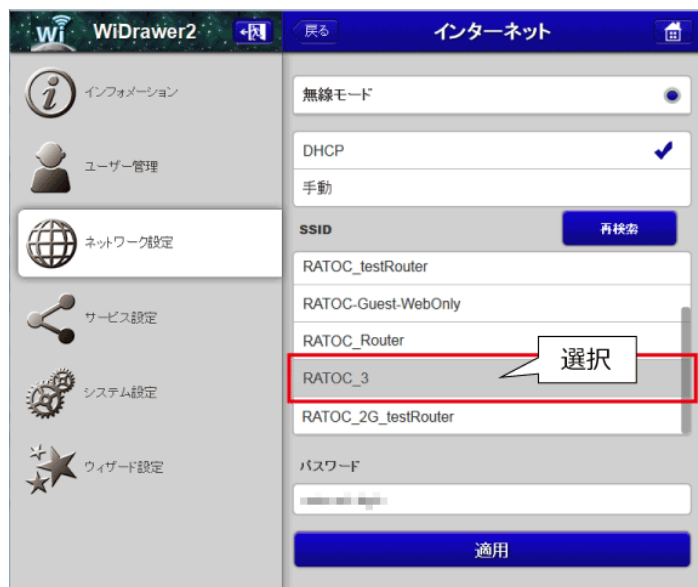 Wi WiDrawer2
インフォメーション
ユーザー管理
ネットワーク設定
サービス設定
システム設定
ウィザード設定
戻る
インターネット
無線モード
DHCP
手動
SSID
再検索
RATOC_testRouter
RATOC-Guest-WebOnly
RATOC_Router
RATOC_3
選択
RATOC_2G_testRouter
パスワード
適用